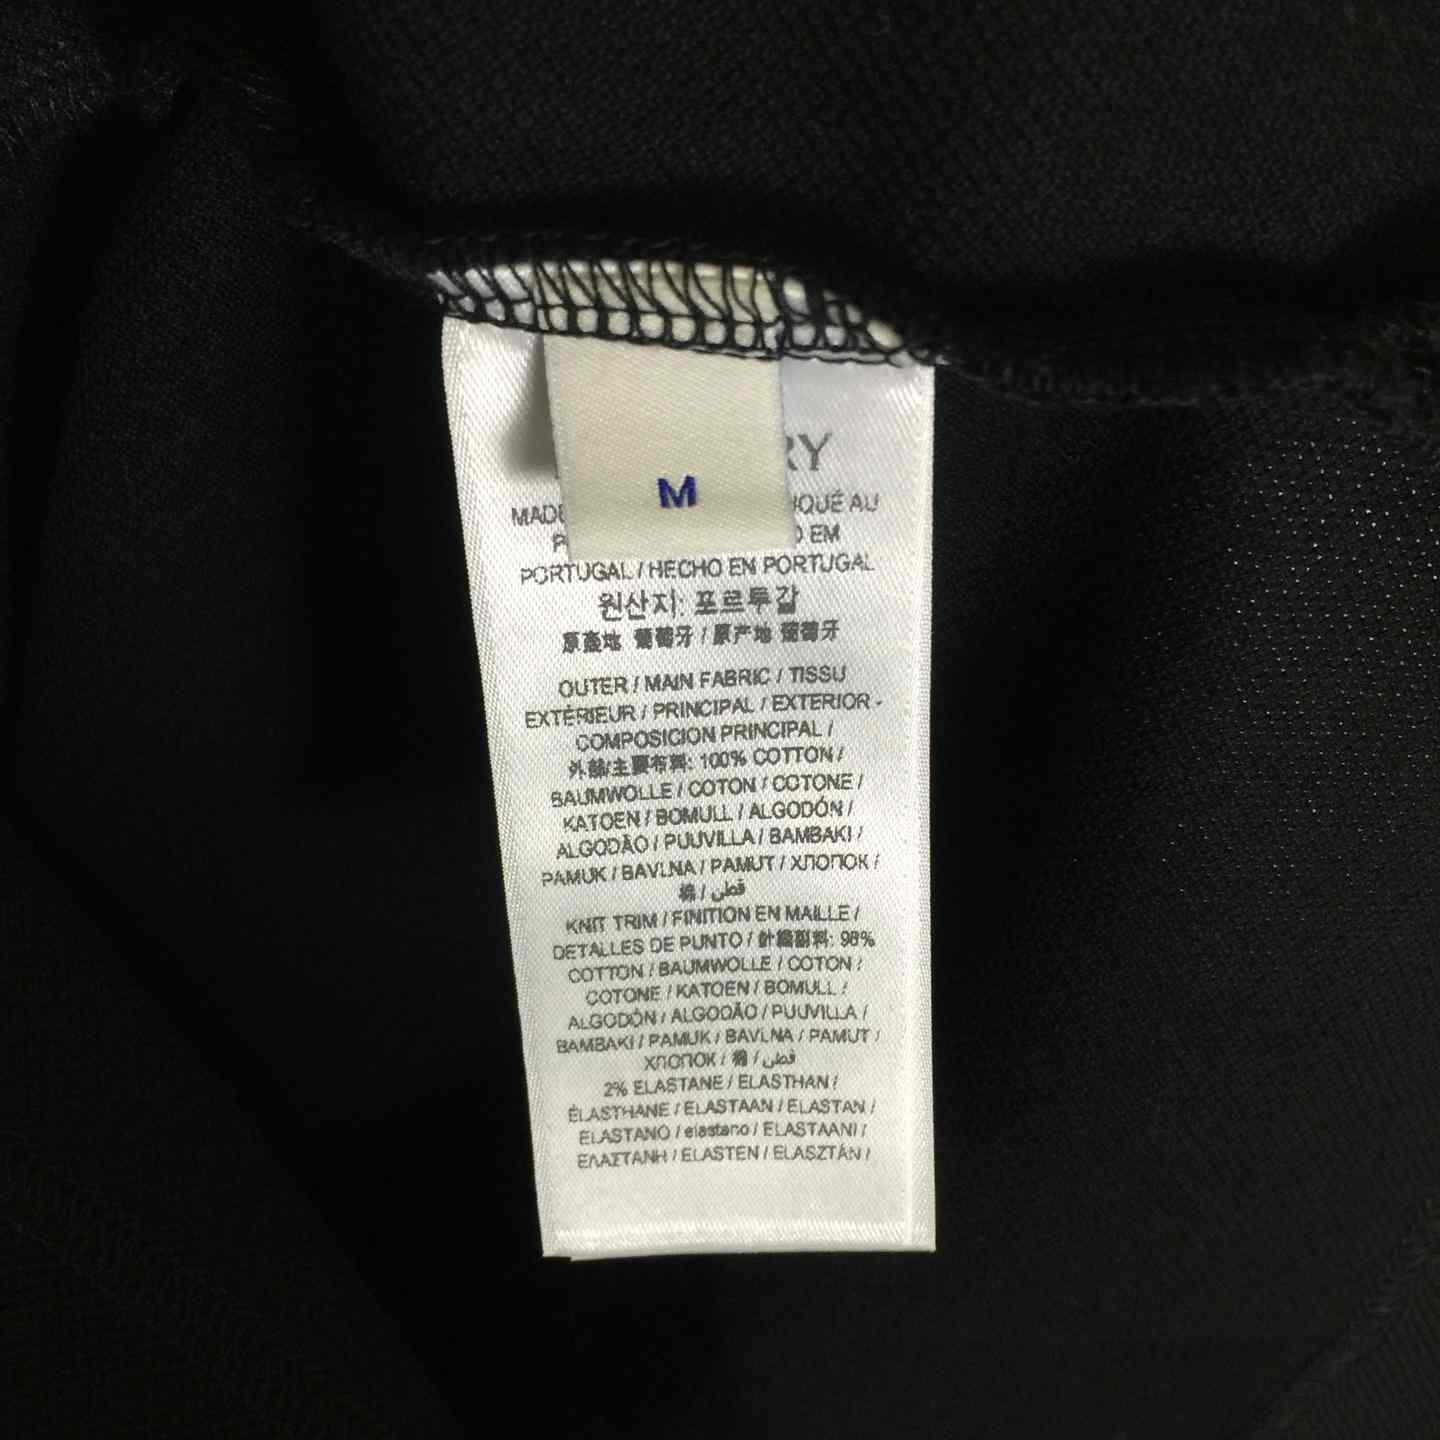 RY
M
MADE
BQUÉ AU
P
O EM
PORTUGAL / HECHO EN PORTUGAL
원산지: 포르투갈
原產地 葡萄牙 / 原产地 葡萄牙
OUTER / MAIN FABRIC / TISSU
EXTÉRIEUR / PRINCIPAL / EXTERIOR -
COMPOSICION PRINCIPAL /
外部/主要布料: 100% COTTON /
BAUMWOLLE / COTON / COTONE /
KATOEN / BOMULL / ALGODÓN /
ALGODÃO / PUUVILLA / BAMBAKI /
PAMUK / BAVLNA / PAMUT / ХЛОПОК /
棉 / قطن
KNIT TRIM / FINITION EN MAILLE /
DETALLES DE PUNTO / 針織副料: 98%
COTTON / BAUMWOLLE / COTON /
COTONE / KATOEN / BOMULL /
ALGODÓN / ALGODÃO / PUUVILLA /
BAMBAKI / PAMUK / BAVLNA / PAMUT /
ХЛОПОК / 棉 / قطن
2% ELASTANE / ELASTHAN /
ÉLASTHANE / ELASTAAN / ELASTAN /
ELASTANO / elastano / ELASTAANI /
ΕΛΑΣΤΑΝΗ / ELASTEN / ELASZTÁN /